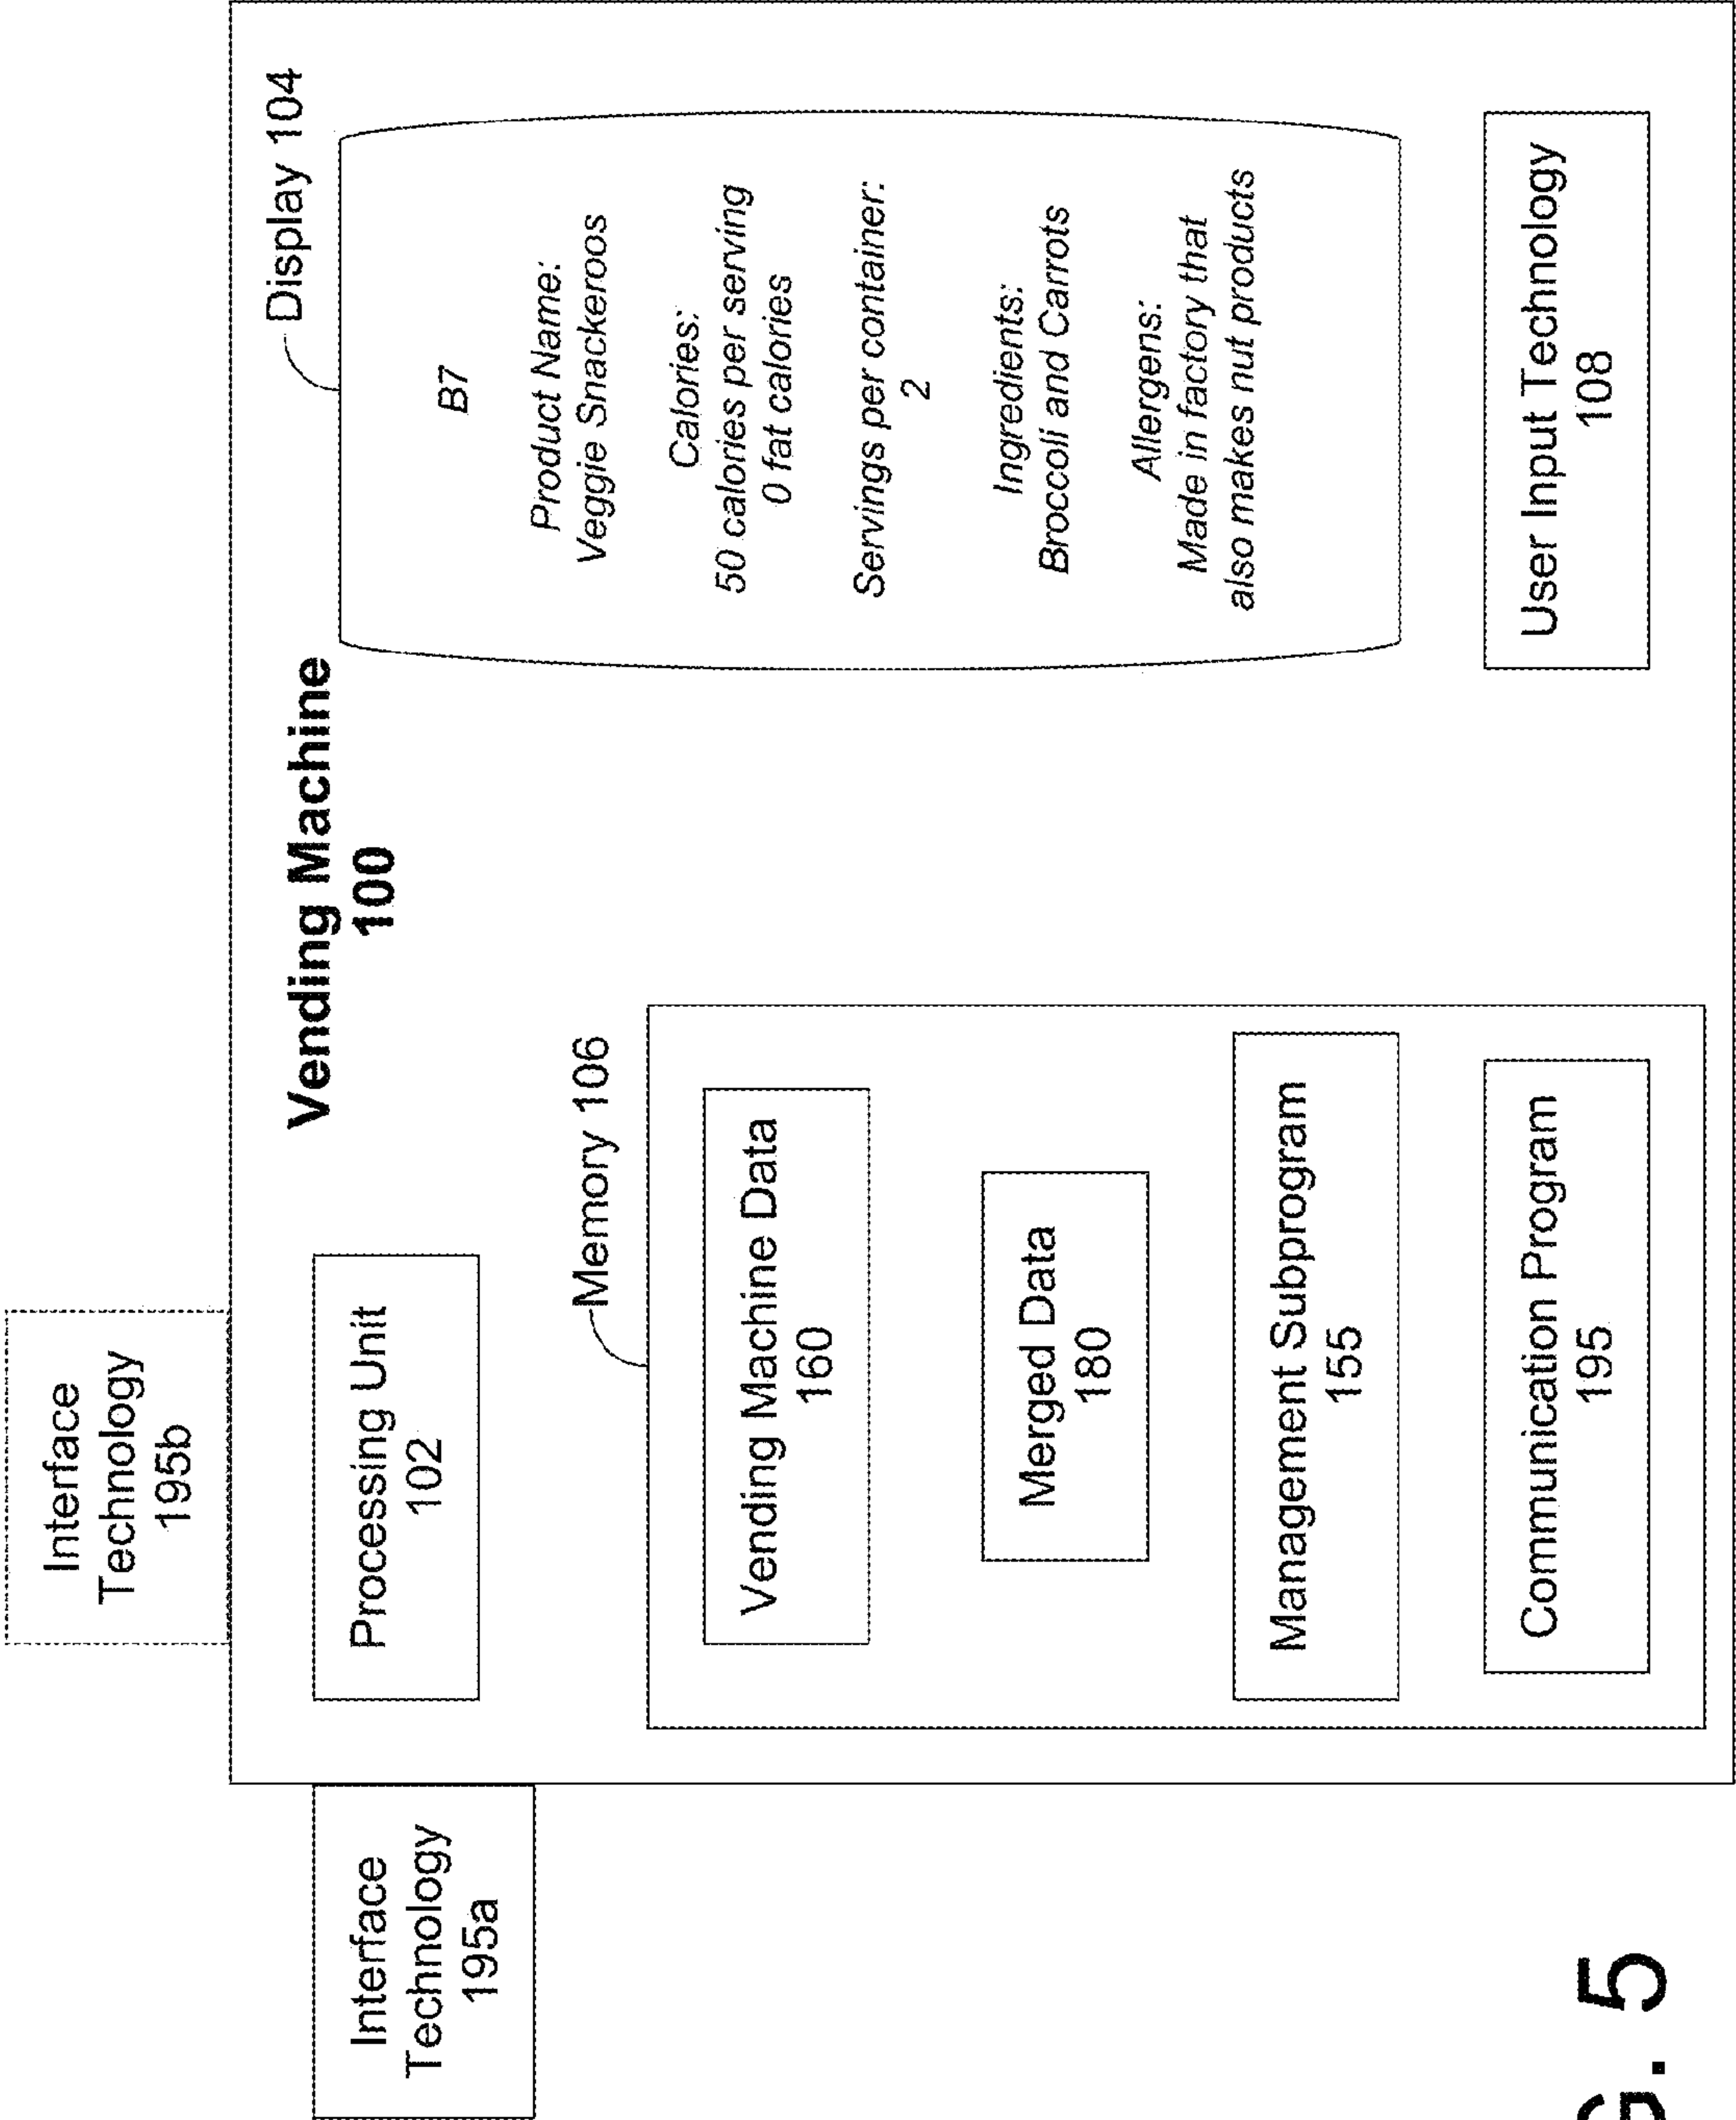 Interface
Technology
195b
Interface
Technology
195a
Vending Machine
100
Processing Unit
102
Memory 106
Vending Machine Data
160
Merged Data
180
Management Subprogram
155
Communication Program
195
Display 104
B7
Product Name:
Veggie Snackeroos
Calories:
50 calories per serving
0 fat calories
Servings per container:
2
Ingredients:
Broccoli and Carrots
Allergens:
Made in factory that
also makes nut products
User Input Technology
108
G. 5